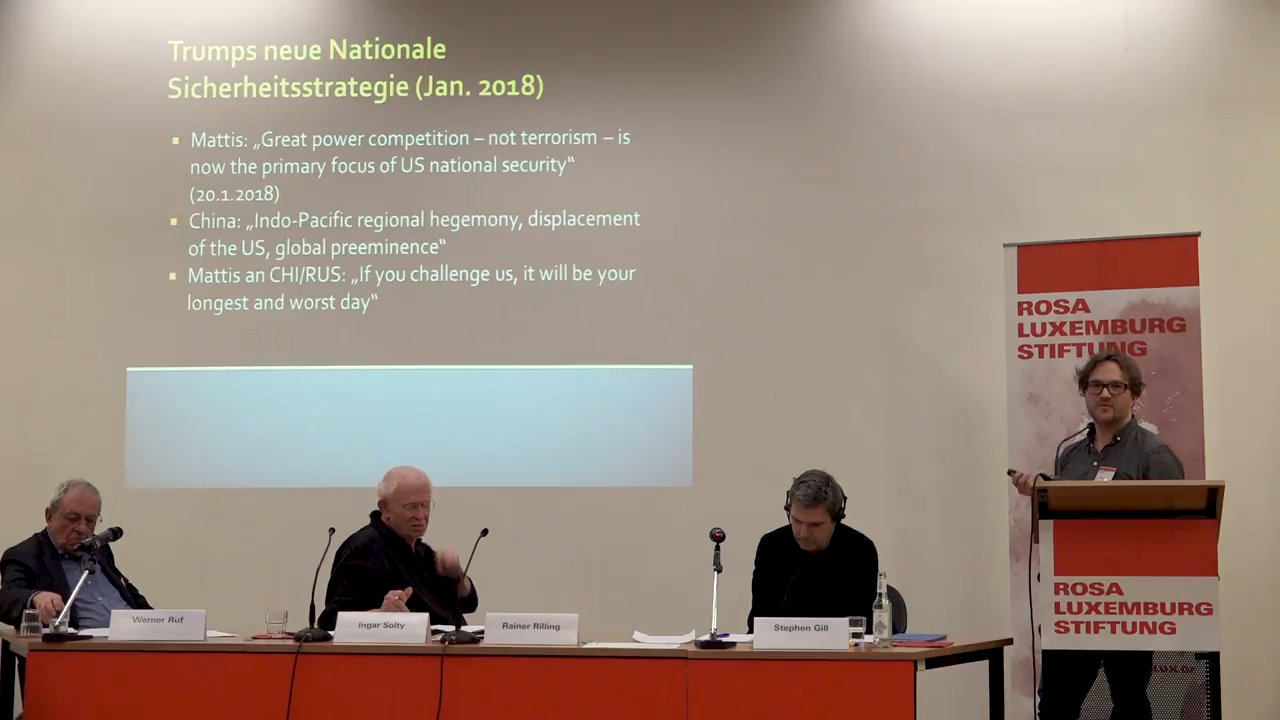 Trumps neue Nationale
Sicherheitsstrategie (Jan. 2018)
▪ Mattis: „Great power competition – not terrorism – is
now the primary focus of US national security“
(20.1.2018)
▪ China: „Indo-Pacific regional hegemony, displacement
of the US, global preeminence“
▪ Mattis an CHI/RUS: „If you challenge us, it will be your
longest and worst day“
ROSA
LUXEMBURG
STIFTUNG
Werner Ruf
Ingar Solty
Rainer Rilling
Stephen Gill
ROSA
LUXEMBURG
STIFTUNG